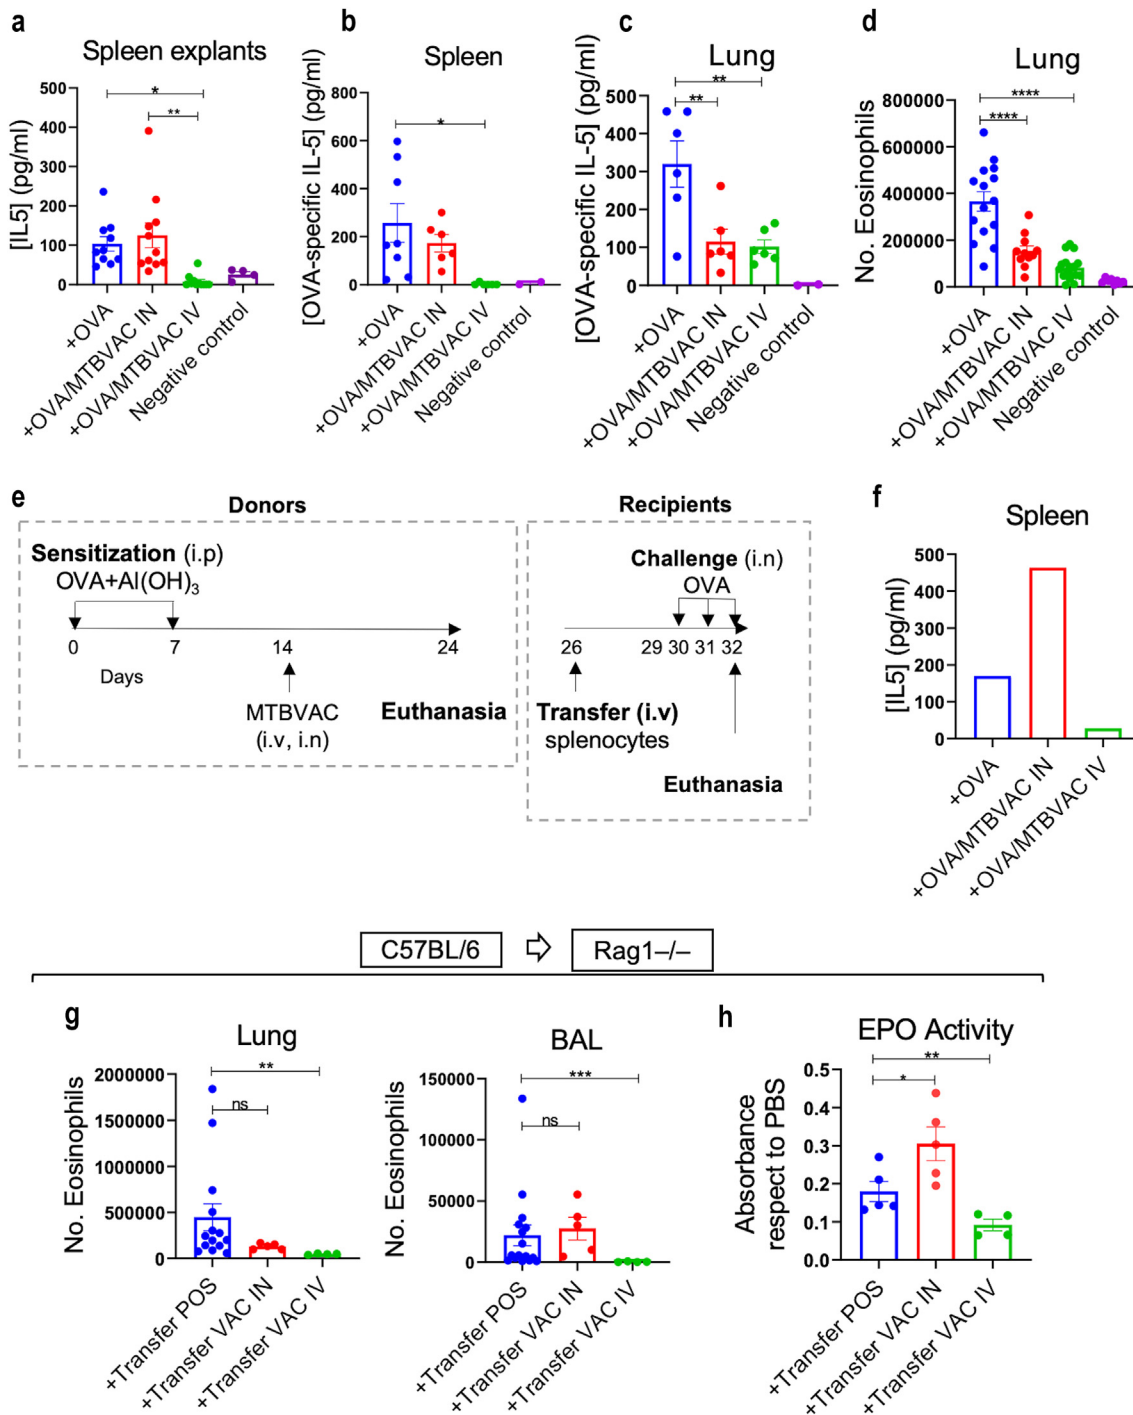 a
Spleen explants
[IL5] (pg/ml)
500
400
300
200
100
0
*
**
+OVA
+OVA/MTBVAC IN
+OVA/MTBVAC IV
Negative control
b
Spleen
[OVA-specific IL-5] (pg/ml)
800
600
400
200
0
*
+OVA
+OVA/MTBVAC IN
+OVA/MTBVAC IV
Negative control
c
Lung
[OVA-specific IL-5] (pg/ml)
500
400
300
200
100
0
**
**
+OVA
+OVA/MTBVAC IN
+OVA/MTBVAC IV
Negative control
d
Lung
No. Eosinophils
800000
600000
400000
200000
0
****
****
+OVA
+OVA/MTBVAC IN
+OVA/MTBVAC IV
Negative control
e
Donors
Sensitization (i.p)
OVA+Al(OH)3
0 7 14 24
Days
MTBVAC
(i.v, i.n)
Euthanasia
Recipients
Challenge (i.n)
OVA
26 29 30 31 32
Transfer (i.v)
splenocytes
Euthanasia
f
Spleen
[IL5] (pg/ml)
500
400
300
200
100
0
+OVA
+OVA/MTBVAC IN
+OVA/MTBVAC IV
C57BL/6
Rag1–/–
g
Lung
No. Eosinophils
2000000
1500000
1000000
500000
0
**
ns
+Transfer POS
+Transfer VAC IN
+Transfer VAC IV
BAL
No. Eosinophils
150000
100000
50000
0
***
ns
+Transfer POS
+Transfer VAC IN
+Transfer VAC IV
h
EPO Activity
Absorbance
respect to PBS
0.5
0.4
0.3
0.2
0.1
0.0
**
*
+Transfer POS
+Transfer VAC IN
+Transfer VAC IV